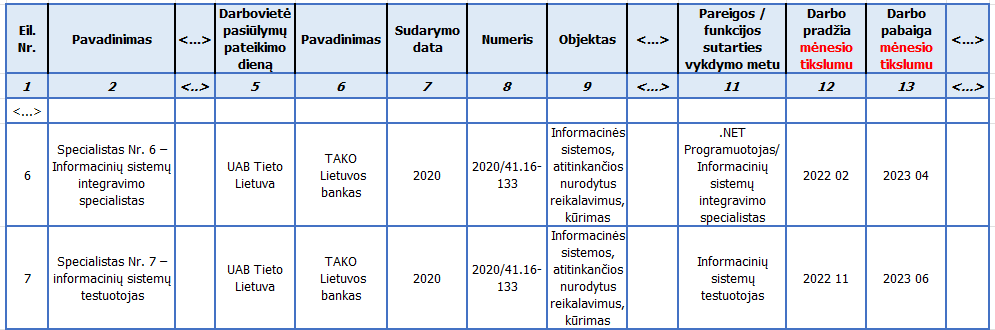 Eil.
Nr.
Pavadinimas
<...>
Darbovietė
pasiūlymų
pateikimo
dieną
Pavadinimas
Sudarymo
data
Numeris
Objektas
<...>
Pareigos /
funkcijos
sutarties
vykdymo metu
Darbo
pradžia
mėnesio
tikslumu
Darbo
pabaiga
mėnesio
tikslumu
<...>
1
2
<..>
5
6
7
8
9
<...>
11
12
13
<...>
<...>
6
Specialistas Nr. 6 –
Informacinių sistemų
integravimo
specialistas
UAB Tieto
Lietuva
TAKO
Lietuvos
bankas
2020
2020/41.16-
133
Informacinės
sistemos,
atitinkančios
nurodytus
reikalavimus,
kūrimas
.NET
Programuotojas/
Informacinių
sistemų
integravimo
specialistas
2022 02
2023 04
7
Specialistas Nr. 7 –
informacinių sistemų
testuotojas
UAB Tieto
Lietuva
TAKO
Lietuvos
bankas
2020
2020/41.16-
133
Informacinės
sistemos,
atitinkančios
nurodytus
reikalavimus,
kūrimas
Informacinių
sistemų
testuotojas
2022 11
2023 06